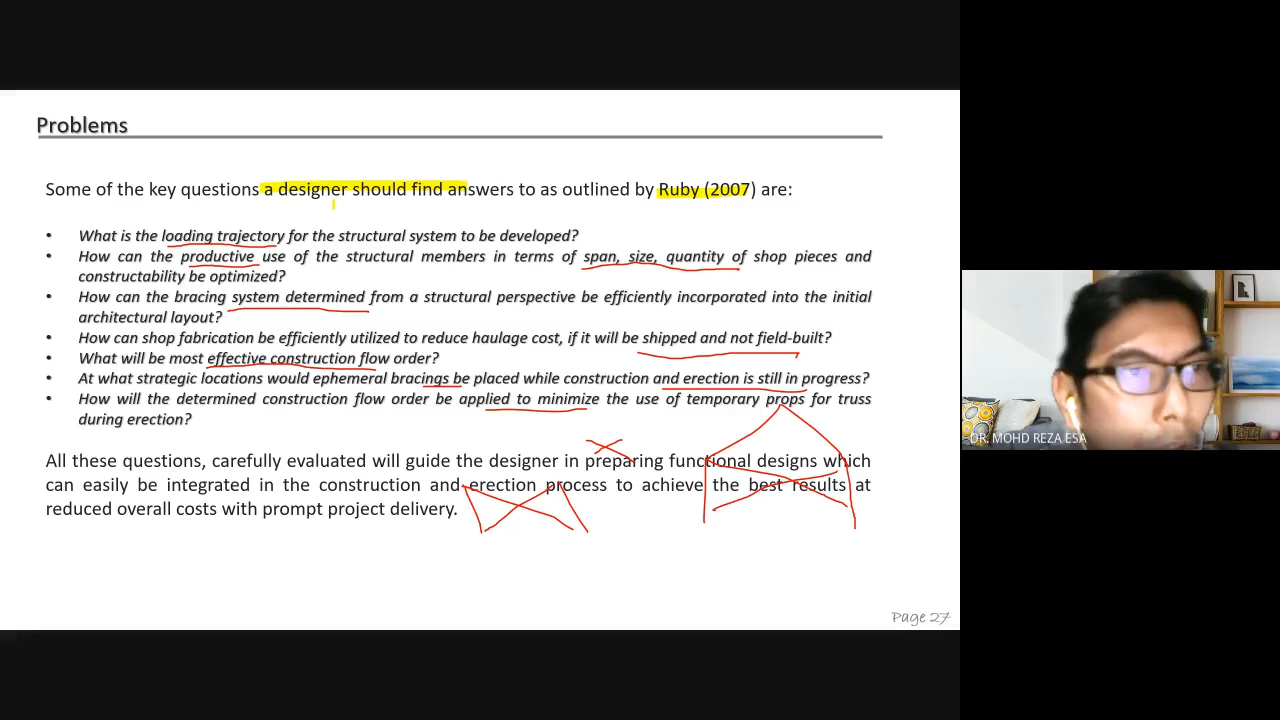 Problems
Some of the key questions a designer should find answers to as outlined by Ruby (2007) are:
• What is the loading trajectory for the structural system to be developed?
• How can the productive use of the structural members in terms of span, size, quantity of shop pieces and
constructability be optimized?
• How can the bracing system determined from a structural perspective be efficiently incorporated into the initial
architectural layout?
• How can shop fabrication be efficiently utilized to reduce haulage cost, if it will be shipped and not field-built?
• What will be most effective construction flow order?
• At what strategic locations would ephemeral bracings be placed while construction and erection is still in progress?
• How will the determined construction flow order be applied to minimize the use of temporary props for truss
during erection?
All these questions, carefully evaluated will guide the designer in preparing functional designs which
can easily be integrated in the construction and erection process to achieve the best results at
reduced overall costs with prompt project delivery.
Page 27
DR. MOHD REZA ESA